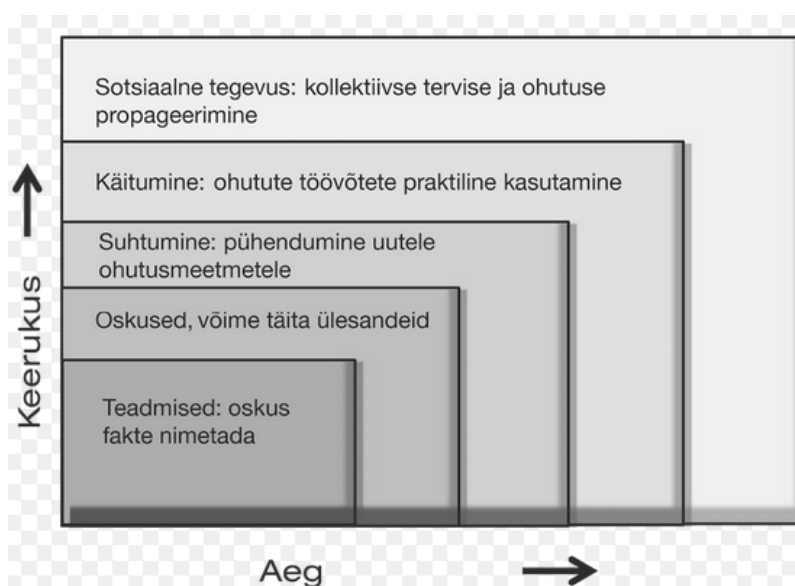 Sotsiaalne tegevus: kollektiivse tervise ja ohutuse
propageerimine
Käitumine: ohutute töövõtete praktiline kasutamine
Suhtumine: pühendumine uutele
ohutusmeetmetele
Oskused, võime täita ülesandeid
Teadmised: oskus
fakte nimetada
Keerukus
Aeg